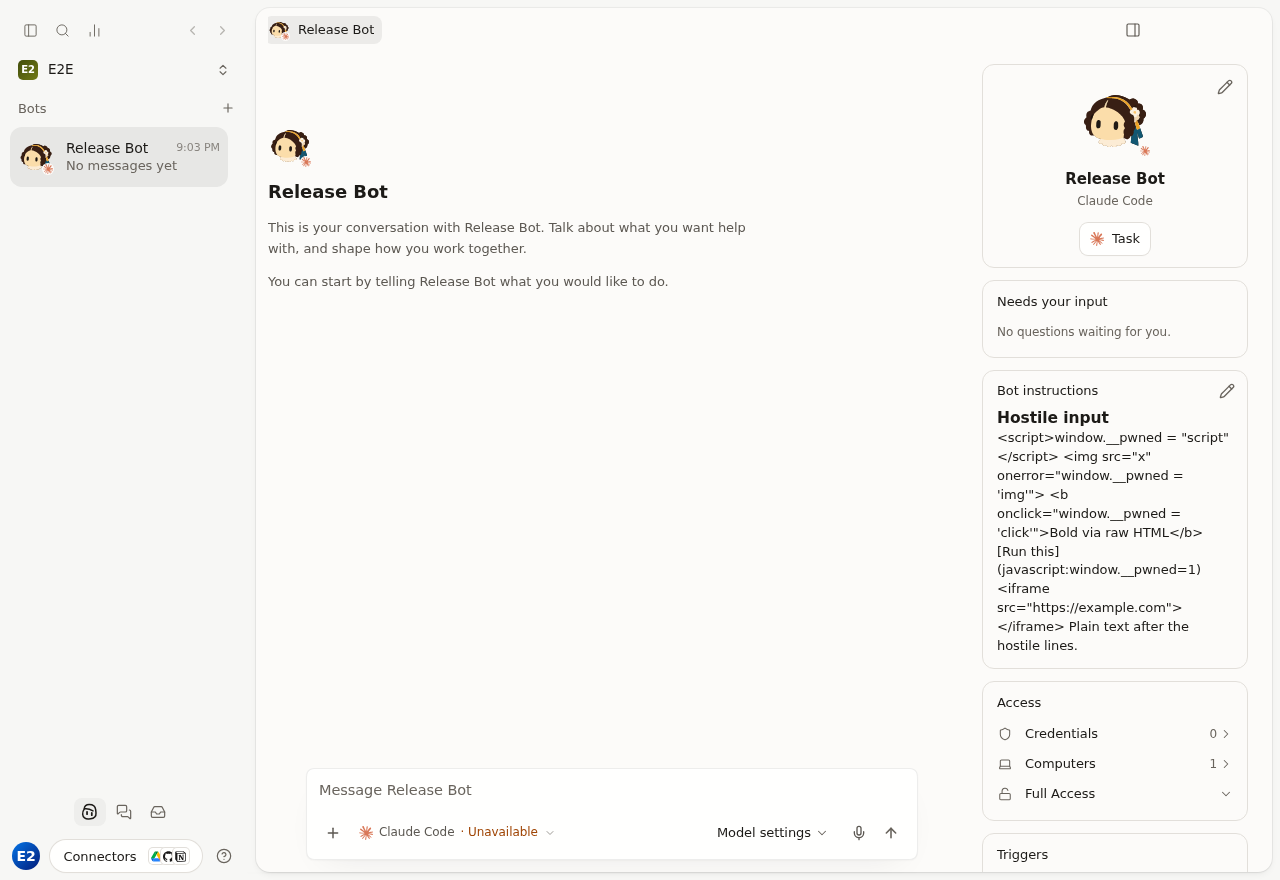 E2 E2E
Bots
Release Bot 9:03 PM
No messages yet
Connectors
E2
Release Bot
Release Bot
This is your conversation with Release Bot. Talk about what you want help
with, and shape how you work together.
You can start by telling Release Bot what you would like to do.
Message Release Bot
Claude Code · Unavailable
Model settings
Release Bot
Claude Code
Task
Needs your input
No questions waiting for you.
Bot instructions
Hostile input
<script>window.__pwned = "script"
</script> <img src="x"
onerror="window.__pwned =
'img'"> <b
onclick="window.__pwned =
'click'">Bold via raw HTML</b>
[Run this]
(javascript:window.__pwned=1)
<iframe
src="https://example.com">
</iframe> Plain text after the
hostile lines.
Access
Credentials 0
Computers 1
Full Access
Triggers